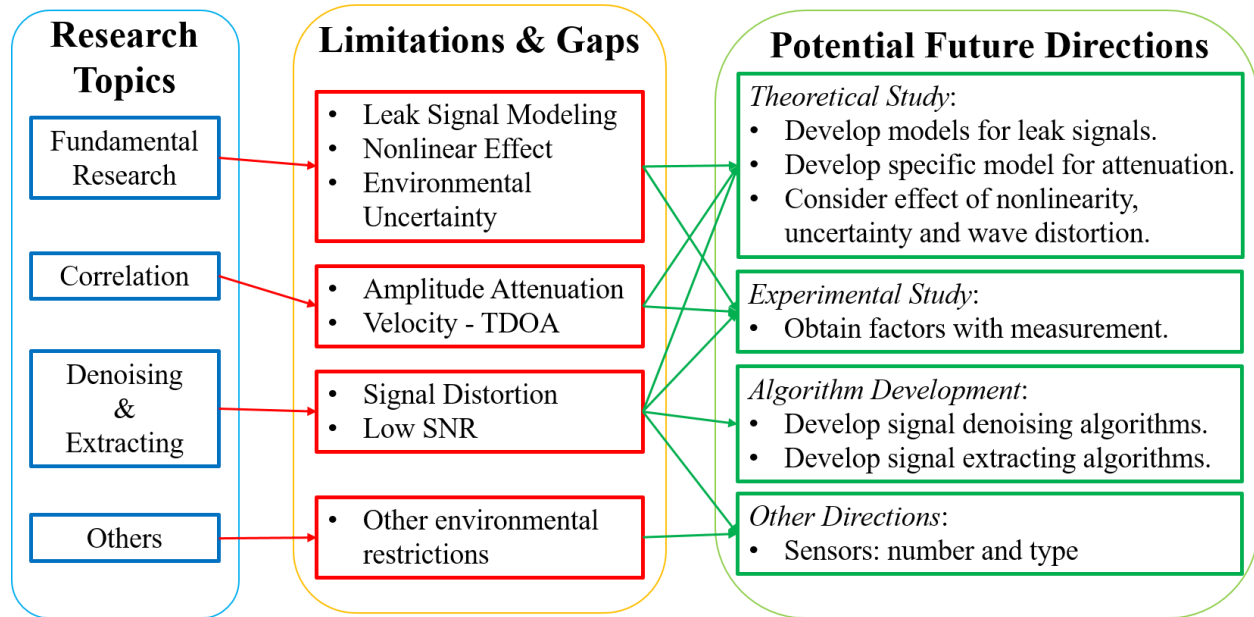 Research
Topics
Fundamental
Research
Correlation
Denoising
&
Extracting
Others
Limitations & Gaps
• Leak Signal Modeling
• Nonlinear Effect
• Environmental
Uncertainty
• Amplitude Attenuation
• Velocity - TDOA
• Signal Distortion
• Low SNR
• Other environmental
restrictions
Potential Future Directions
Theoretical Study:
• Develop models for leak signals.
• Develop specific model for attenuation.
• Consider effect of nonlinearity,
uncertainty and wave distortion.
Experimental Study:
• Obtain factors with measurement.
Algorithm Development:
• Develop signal denoising algorithms.
• Develop signal extracting algorithms.
Other Directions:
• Sensors: number and type